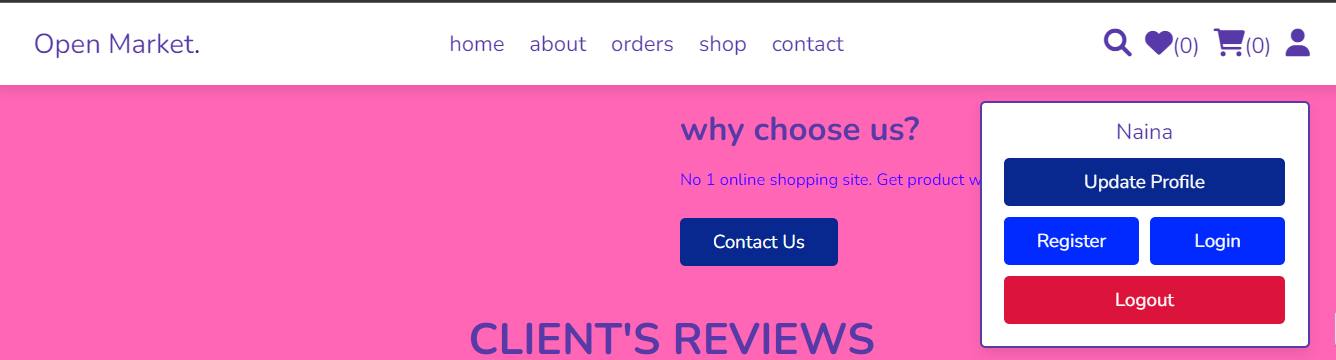 Open Market.
home about orders shop contact
(0) (0)
why choose us?
Naina
No 1 online shopping site. Get product
Update Profile
Contact Us
Register Login
Logout
CLIENT'S REVIEWS